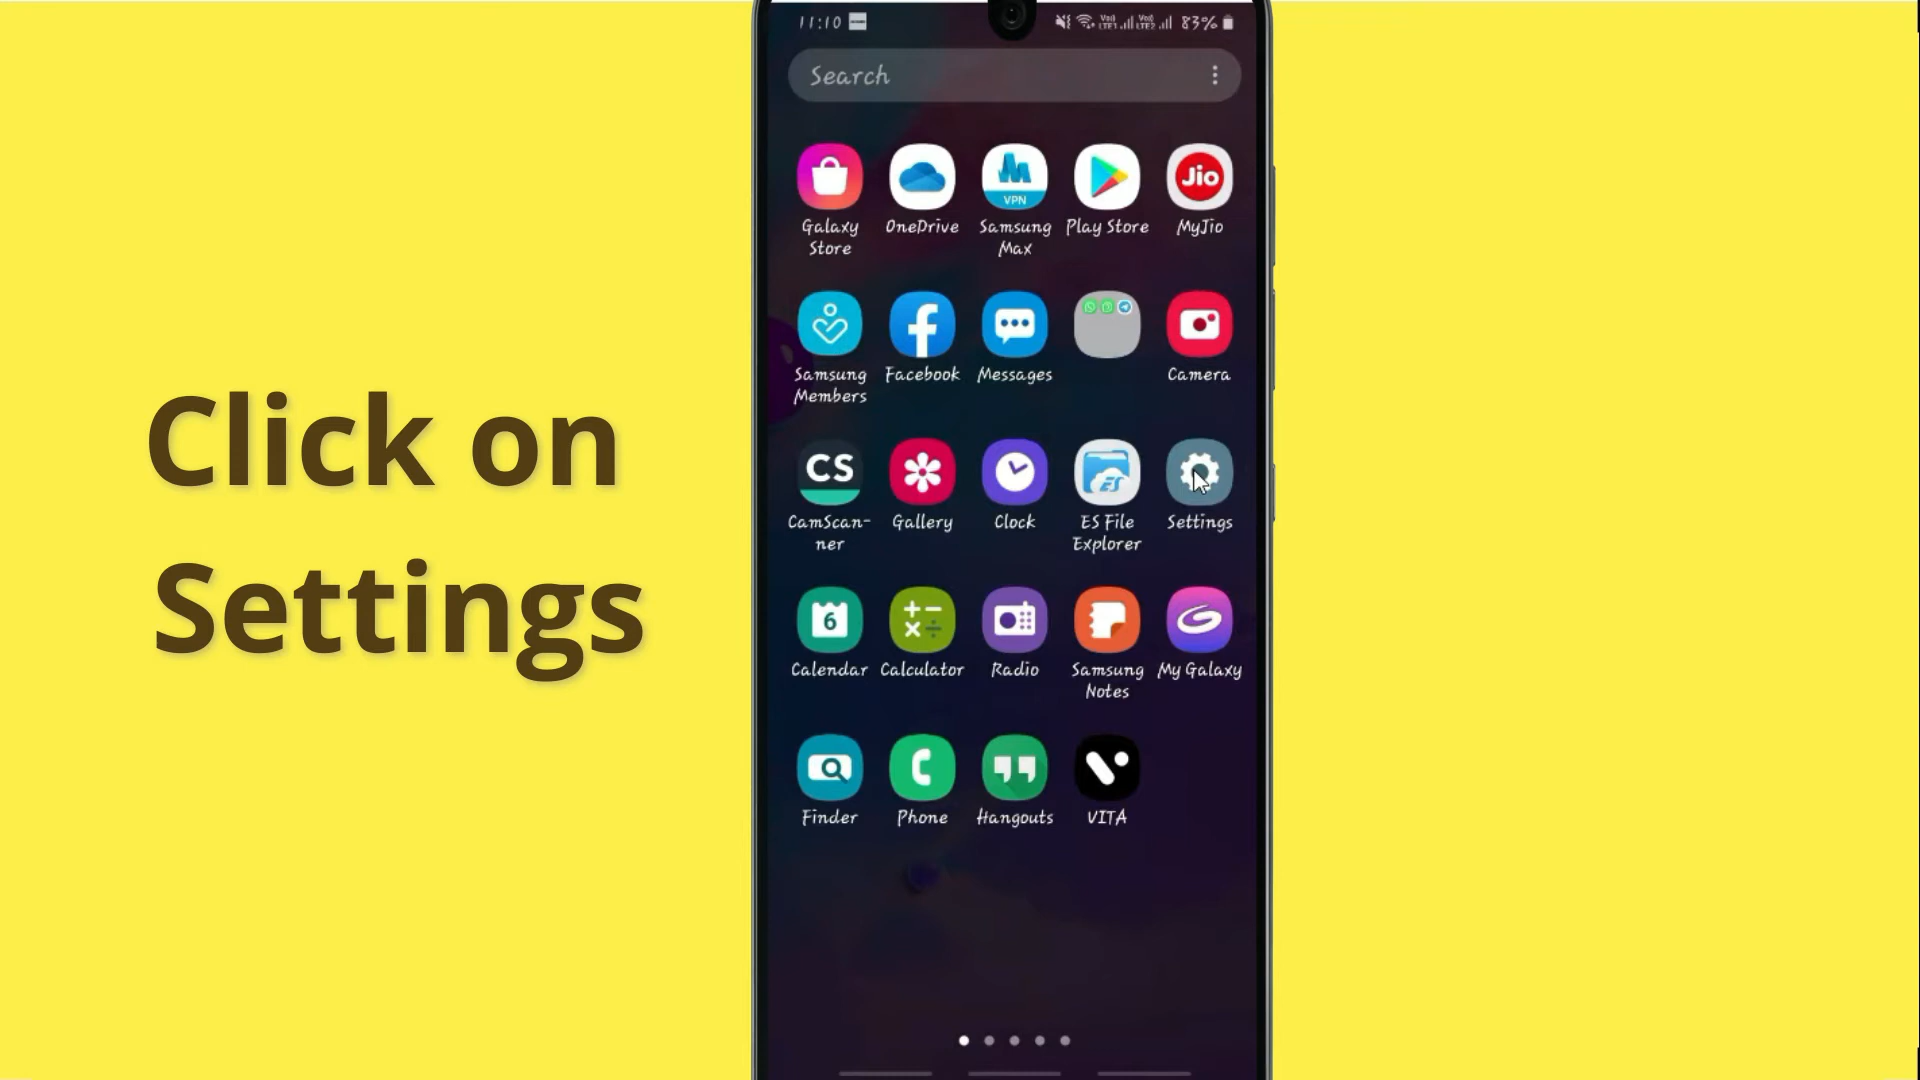 11:10
83%
Search
Jio
VPN
Galaxy Store
OneDrive
Samsung Max
Play Store
MyJio
Samsung Members
Facebook
Messages
Camera
CS
CamScan-ner
Gallery
Clock
ES
ES File Explorer
Settings
6
Calendar
Calculator
Radio
Samsung Notes
My Galaxy
Finder
Phone
Hangouts
VITA
Click on
Settings